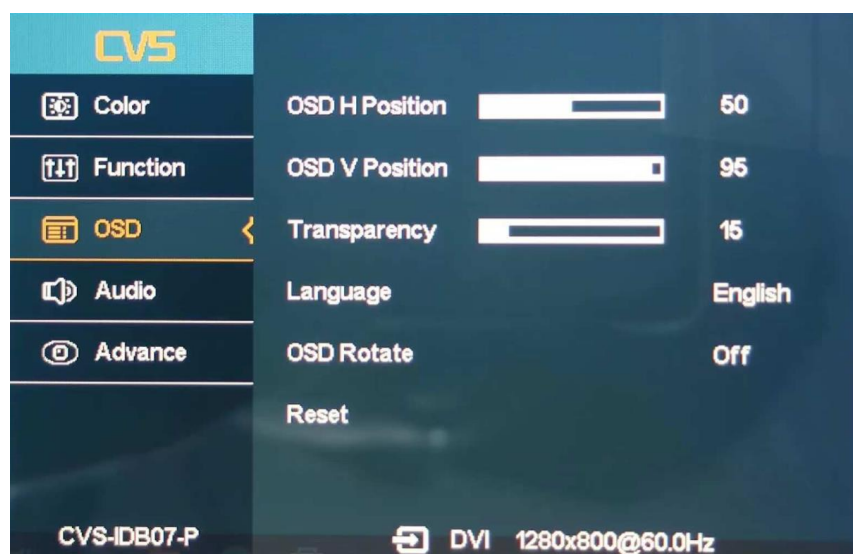 CVS
Color
Function
OSD
Audio
Advance
OSD H Position 50
OSD V Position 95
Transparency 15
Language English
OSD Rotate Off
Reset
CVS-IDB07-P
DVI 1280x800@60.0Hz